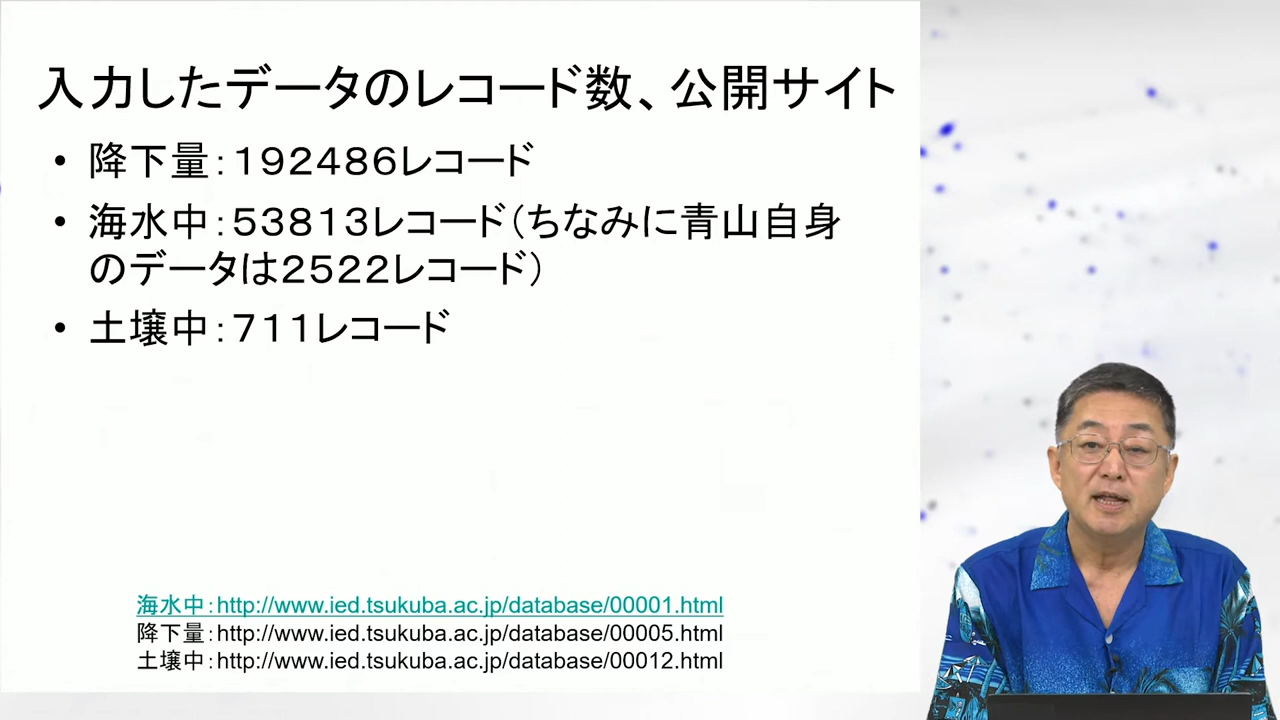 入力したデータのレコード数、公開サイト
• 降下量：１９２４８６レコード
• 海水中：５３８１３レコード（ちなみに青山自身
のデータは２５２２レコード）
• 土壌中：７１１レコード
海水中：http://www.ied.tsukuba.ac.jp/database/00001.html
降下量：http://www.ied.tsukuba.ac.jp/database/00005.html
土壌中：http://www.ied.tsukuba.ac.jp/database/00012.html